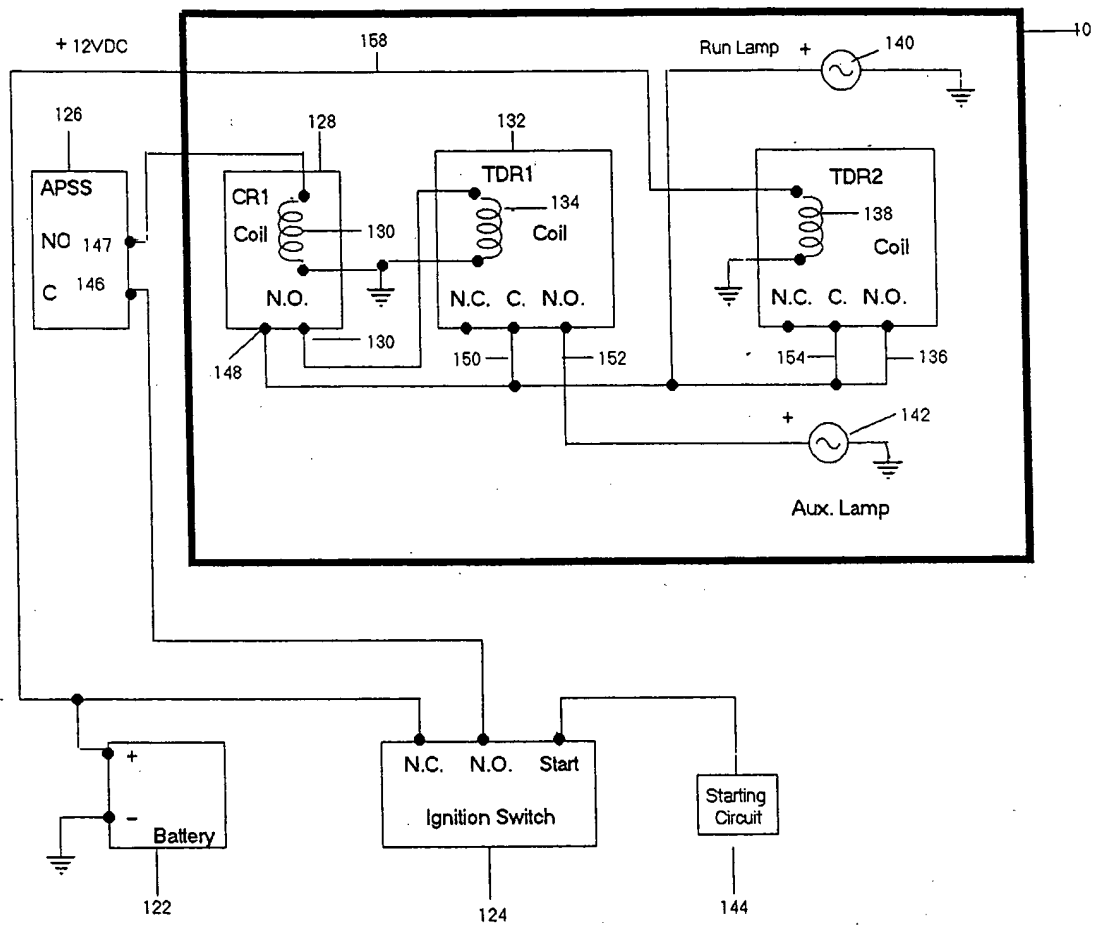 + 12VDC
158
Run Lamp +
140
10
126
128
132
APSS
CR1
TDR1
TDR2
134
138
NO 147
Coil
130
Coil
Coil
C 146
N.O.
N.C. C. N.O.
N.C. C. N.O.
148
130
150
152
154
136
+
142
Aux. Lamp
+
N.C. N.O. Start
Ignition Switch
Starting
Circuit
-
Battery
122
124
144